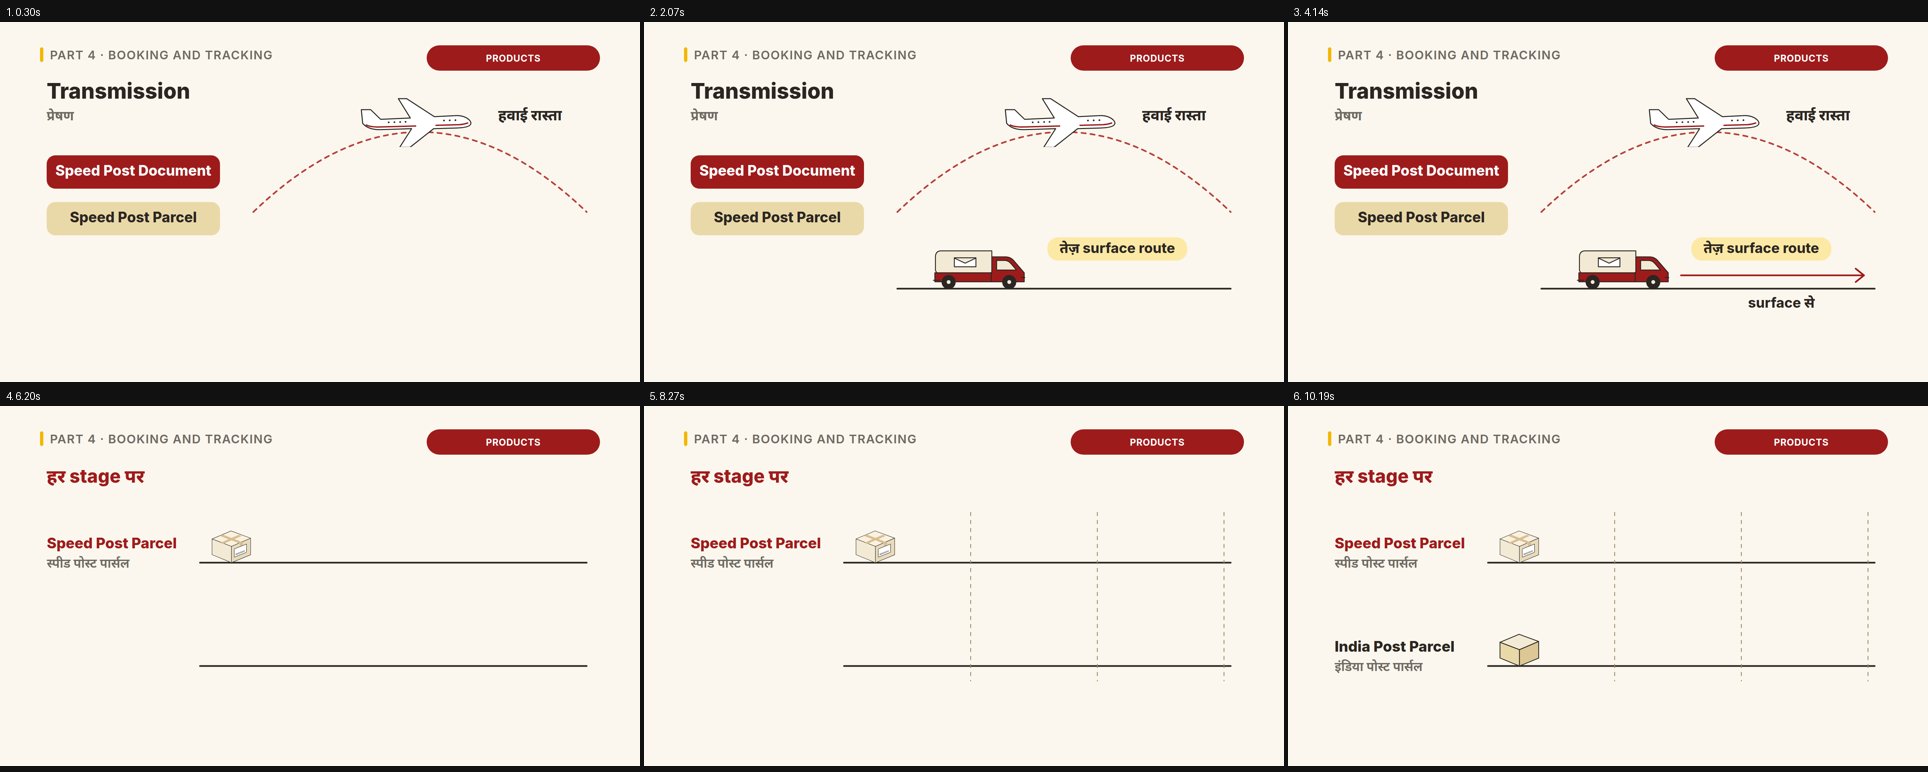 1. 0.30s
PART 4 · BOOKING AND TRACKING
PRODUCTS
Transmission
प्रेषण
हवाई रास्ता
Speed Post Document
Speed Post Parcel
2. 2.07s
PART 4 · BOOKING AND TRACKING
PRODUCTS
Transmission
प्रेषण
हवाई रास्ता
Speed Post Document
Speed Post Parcel
तेज़ surface route
3. 4.14s
PART 4 · BOOKING AND TRACKING
PRODUCTS
Transmission
प्रेषण
हवाई रास्ता
Speed Post Document
Speed Post Parcel
तेज़ surface route
surface से
4. 6.20s
PART 4 · BOOKING AND TRACKING
PRODUCTS
हर stage पर
Speed Post Parcel
स्पीड पोस्ट पार्सल
5. 8.27s
PART 4 · BOOKING AND TRACKING
PRODUCTS
हर stage पर
Speed Post Parcel
स्पीड पोस्ट पार्सल
6. 10.19s
PART 4 · BOOKING AND TRACKING
PRODUCTS
हर stage पर
Speed Post Parcel
स्पीड पोस्ट पार्सल
India Post Parcel
इंडिया पोस्ट पार्सल